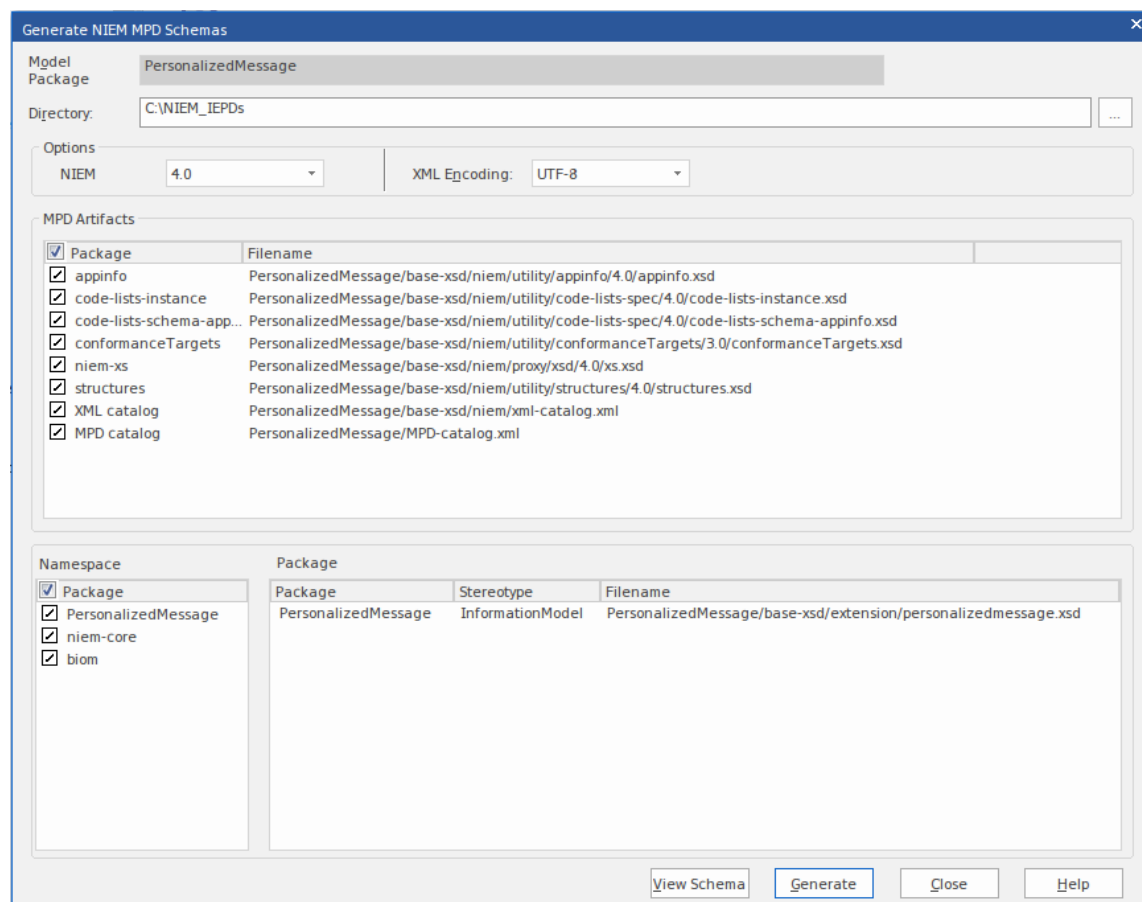 Generate NIEM MPD Schemas
Model Package
PersonalizedMessage
Directory:
C:\NIEM_IEPDs
...
Options
NIEM 4.0 XML Encoding: UTF-8
MPD Artifacts
Package Filename
appinfo PersonalizedMessage/base-xsd/niem/utility/appinfo/4.0/appinfo.xsd
code-lists-instance PersonalizedMessage/base-xsd/niem/utility/code-lists-spec/4.0/code-lists-instance.xsd
code-lists-schema-app... PersonalizedMessage/base-xsd/niem/utility/code-lists-spec/4.0/code-lists-schema-appinfo.xsd
conformanceTargets PersonalizedMessage/base-xsd/niem/utility/conformanceTargets/3.0/conformanceTargets.xsd
niem-xs PersonalizedMessage/base-xsd/niem/proxy/xsd/4.0/xs.xsd
structures PersonalizedMessage/base-xsd/niem/utility/structures/4.0/structures.xsd
XML catalog PersonalizedMessage/base-xsd/niem/xml-catalog.xml
MPD catalog PersonalizedMessage/MPD-catalog.xml
Namespace
Package
PersonalizedMessage
niem-core
biom
Package
Package Stereotype Filename
PersonalizedMessage InformationModel PersonalizedMessage/base-xsd/extension/personalizedmessage.xsd
View Schema Generate Close Help